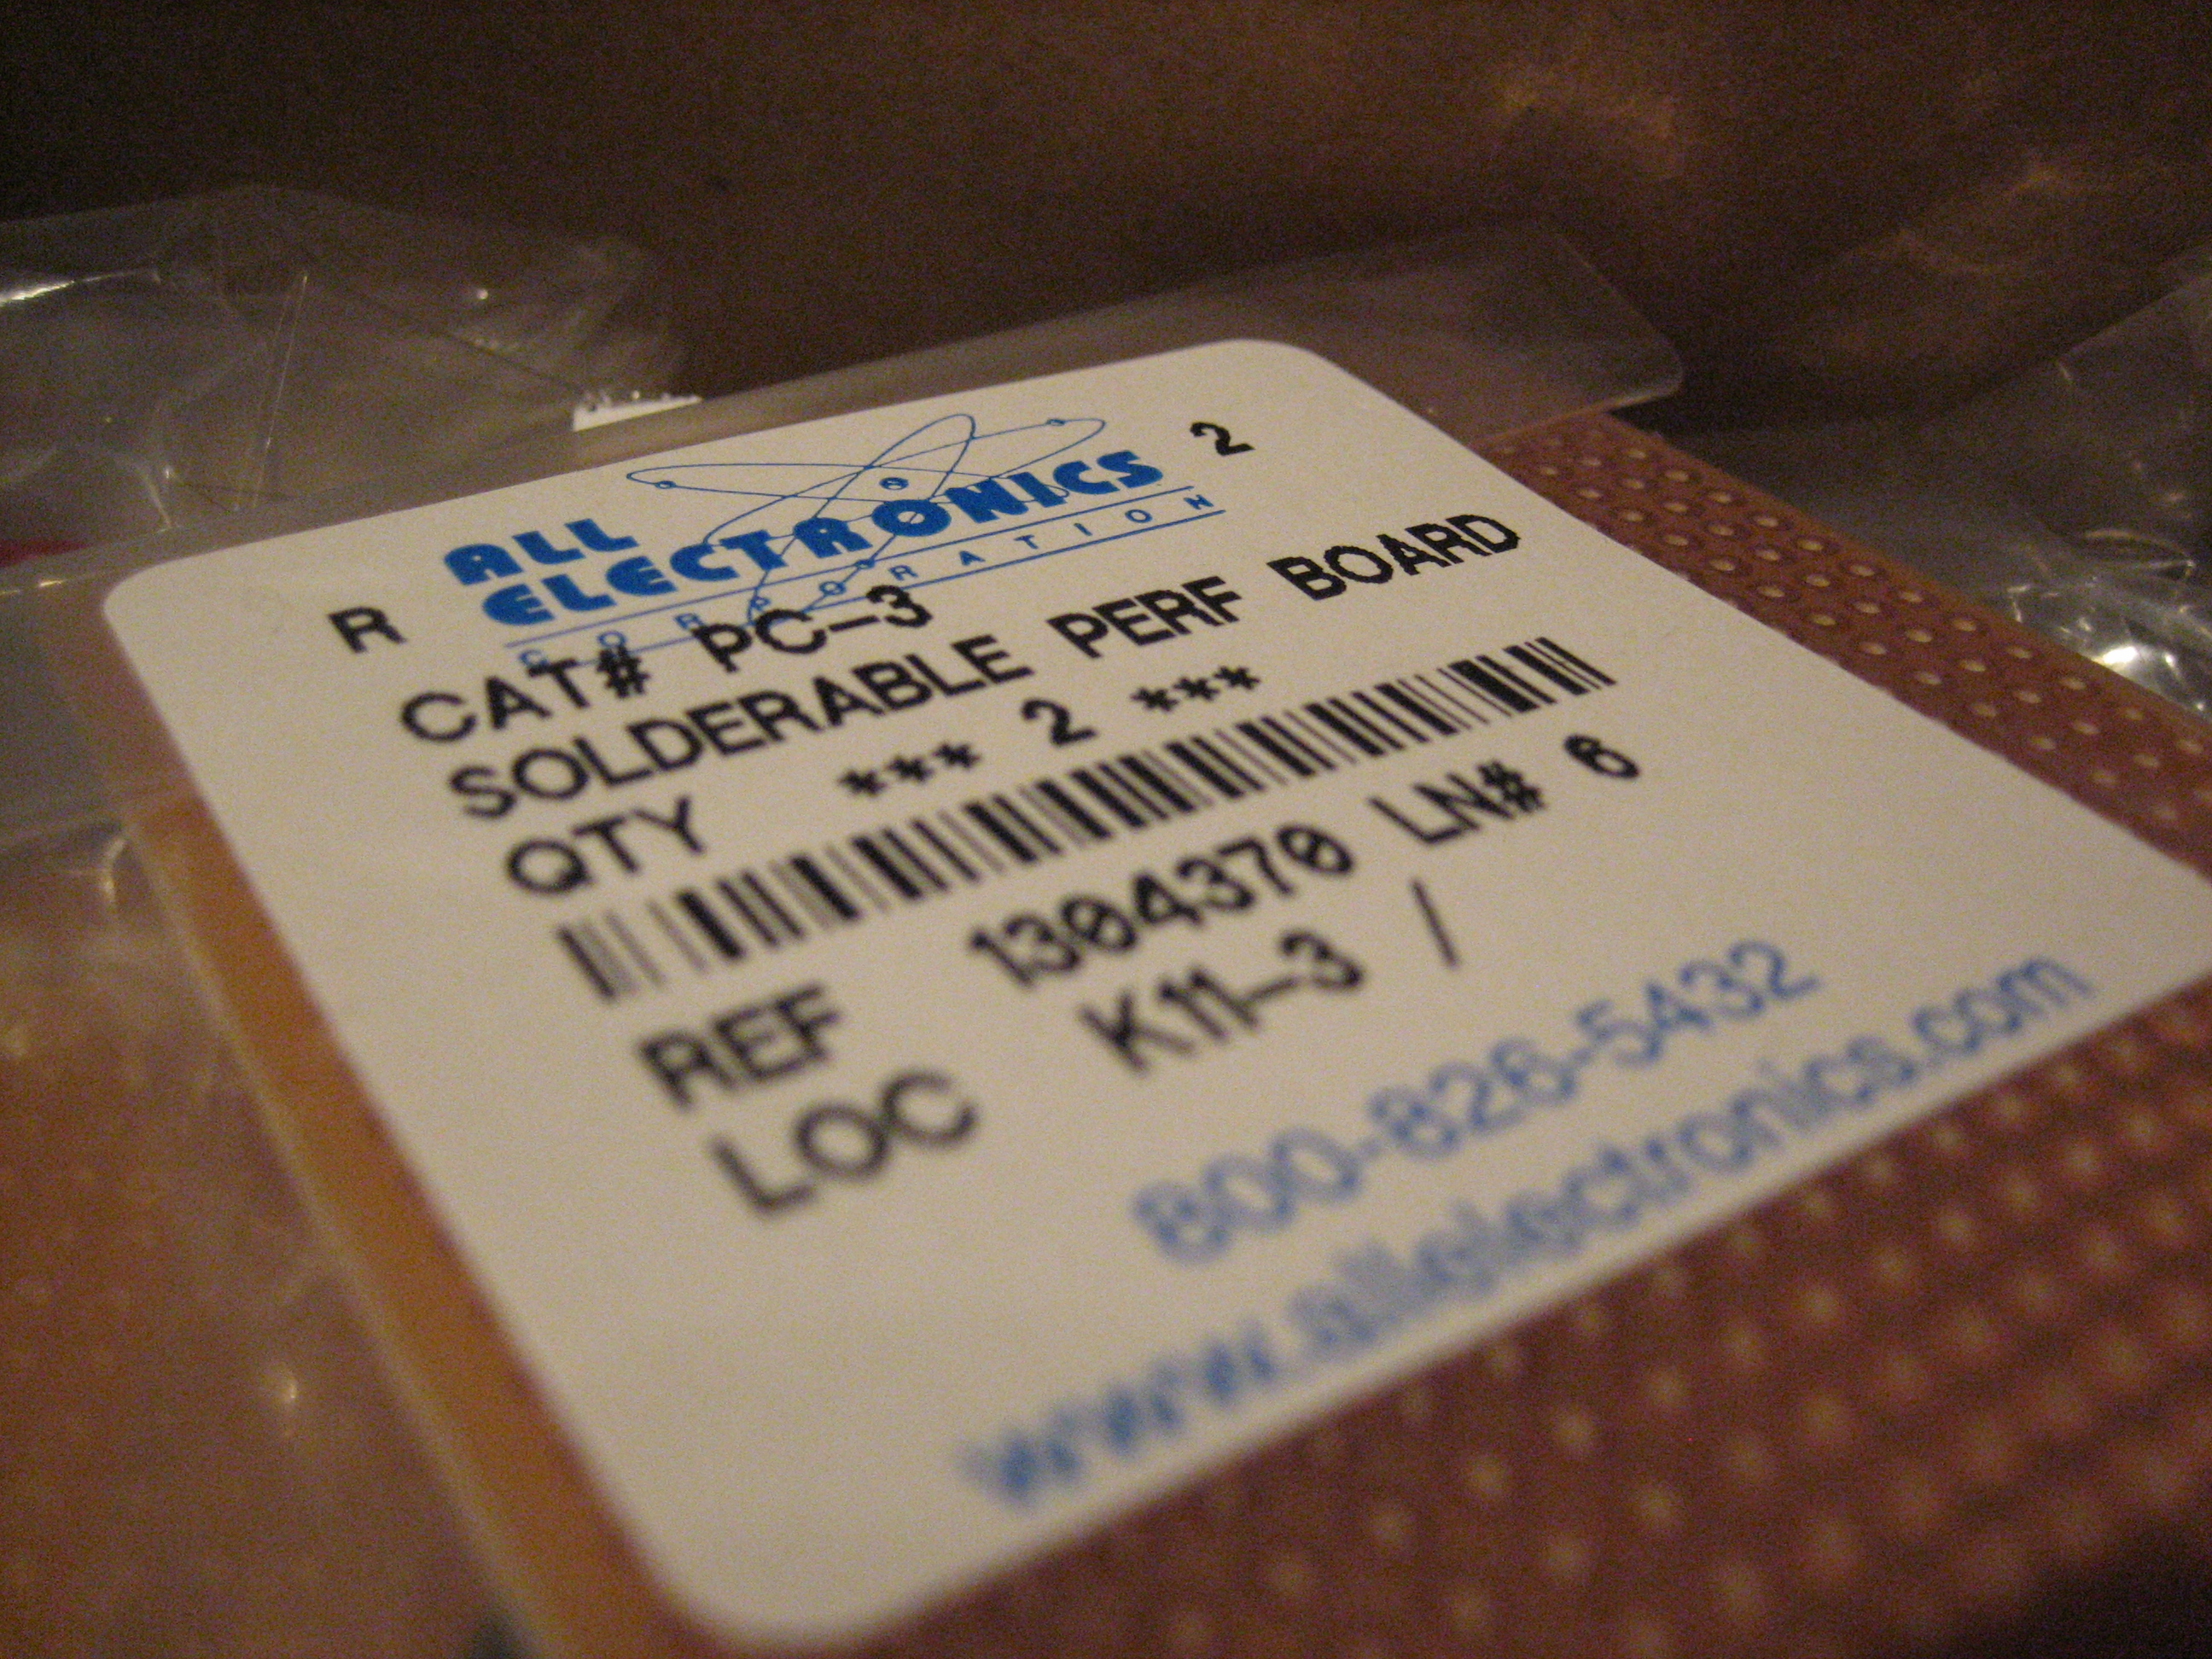 ALL
R ELECTRONICS 2
CORPORATION
CAT# PC-3
SOLDERABLE PERF BOARD
QTY *** 2 ***
REF 1304370 LN# 6
LOC K11-3 /
800-826-5432
www.allelectronics.com